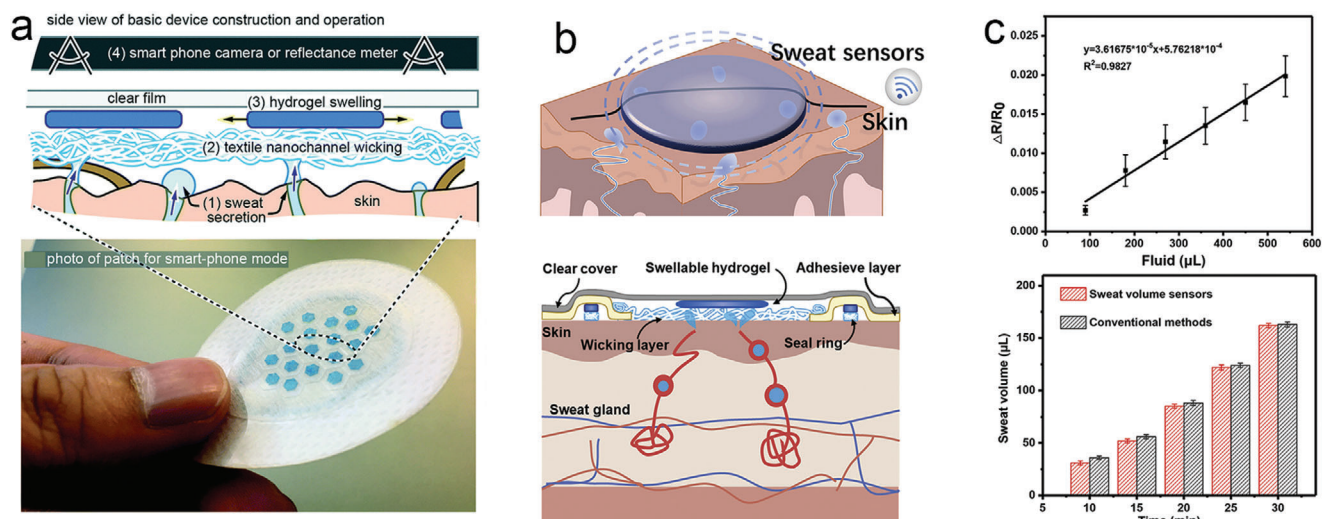 a
side view of basic device construction and operation
(4) smart phone camera or reflectance meter
clear film
(3) hydrogel swelling
(2) textile nanochannel wicking
(1) sweat
secretion
skin
photo of patch for smart-phone mode
b
Sweat sensors
Skin
Clear cover
Swellable hydrogel
Adhesieve layer
Skin
Wicking layer
Seal ring
Sweat gland
c
y=3.61675*10⁻⁵x+5.76218*10⁻⁴
R²=0.9827
△R/R₀
0.020
0.015
0.010
0.005
0.000
0
100
200
300
400
500
600
Fluid (µL)
Sweat volume sensors
Conventional methods
Sweat volume (µL)
200
150
100
50
0
5
10
15
20
25
30
Time (min)